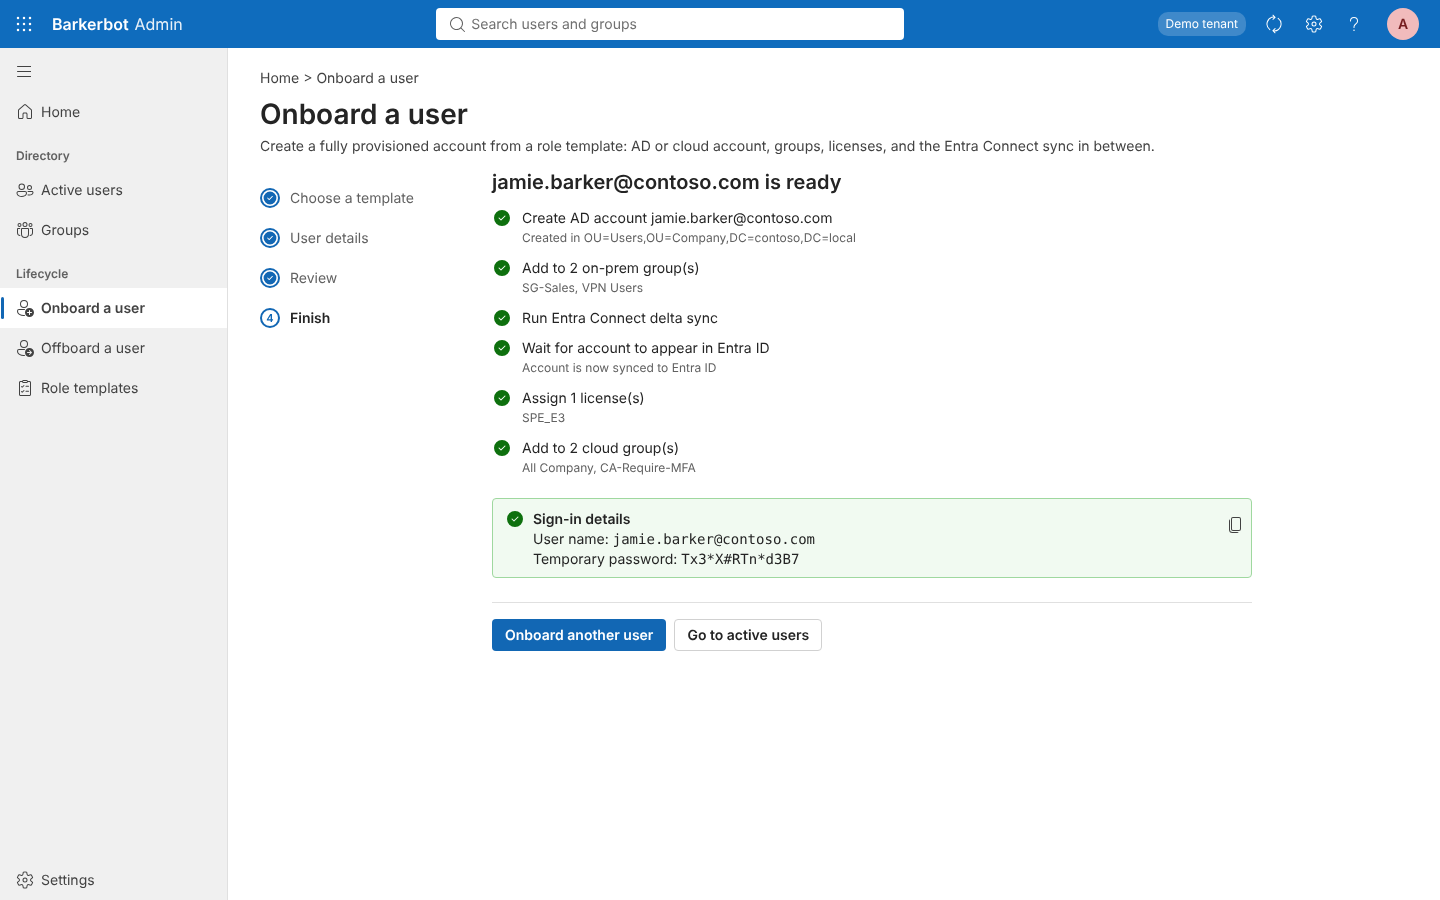 Barkerbot Admin
Search users and groups
Demo tenant
A
Home
Directory
Active users
Groups
Lifecycle
Onboard a user
Offboard a user
Role templates
Settings
Home > Onboard a user
Onboard a user
Create a fully provisioned account from a role template: AD or cloud account, groups, licenses, and the Entra Connect sync in between.
Choose a template
User details
Review
4 Finish
jamie.barker@contoso.com is ready
Create AD account jamie.barker@contoso.com
Created in OU=Users,OU=Company,DC=contoso,DC=local
Add to 2 on-prem group(s)
SG-Sales, VPN Users
Run Entra Connect delta sync
Wait for account to appear in Entra ID
Account is now synced to Entra ID
Assign 1 license(s)
SPE_E3
Add to 2 cloud group(s)
All Company, CA-Require-MFA
Sign-in details
User name: jamie.barker@contoso.com
Temporary password: Tx3*X#RTn*d3B7
Onboard another user
Go to active users